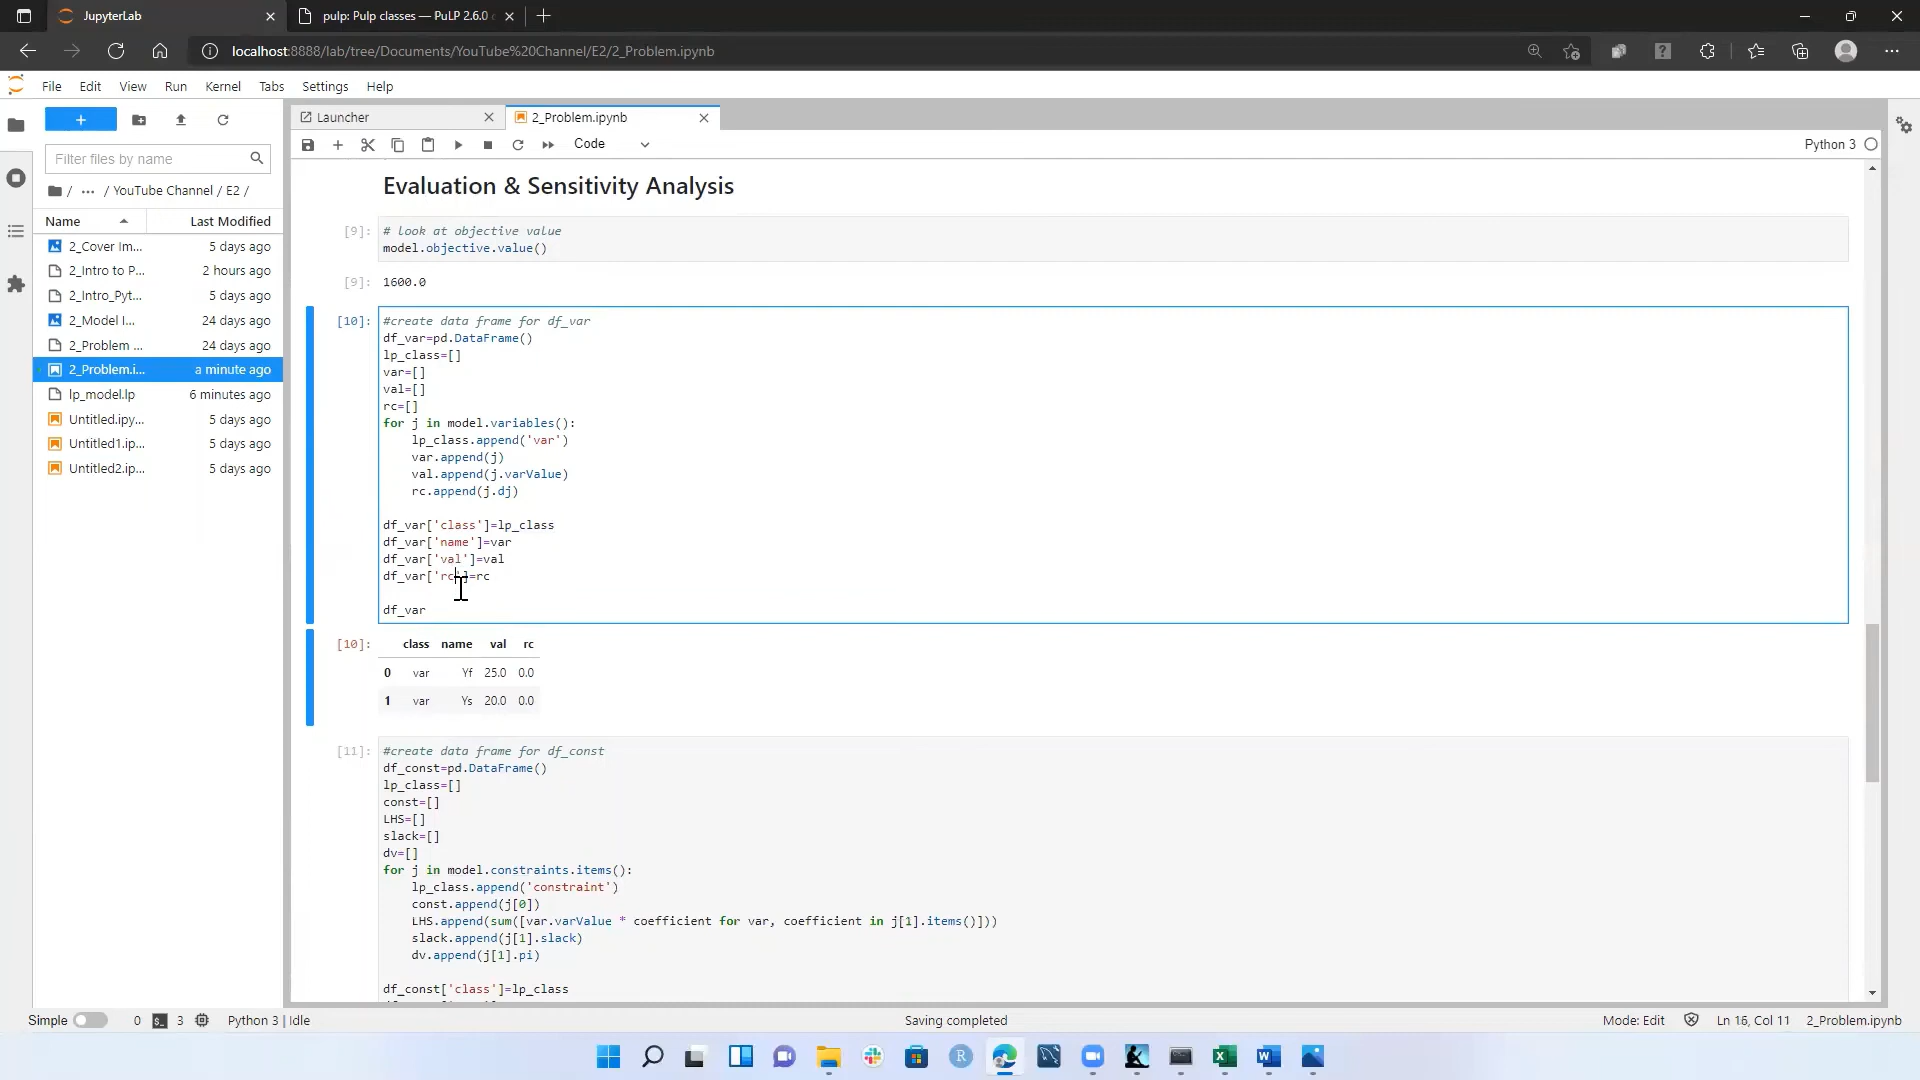 JupyterLab
pulp: Pulp classes — PuLP 2.6.0
localhost:8888/lab/tree/Documents/YouTube%20Channel/E2/2_Problem.ipynb
File Edit View Run Kernel Tabs Settings Help
Launcher
2_Problem.ipynb
Code
Python 3
Filter files by name
/ ... / YouTube Channel / E2 /
Name Last Modified
2_Cover Im... 5 days ago
2_Intro to P... 2 hours ago
2_Intro_Pyt... 5 days ago
2_Model I... 24 days ago
2_Problem ... 24 days ago
2_Problem.i... a minute ago
lp_model.lp 6 minutes ago
Untitled.ipy... 5 days ago
Untitled1.ip... 5 days ago
Untitled2.ip... 5 days ago
Evaluation & Sensitivity Analysis
[9]: # look at objective value
model.objective.value()
[9]: 1600.0
[10]: #create data frame for df_var
df_var=pd.DataFrame()
lp_class=[]
var=[]
val=[]
rc=[]
for j in model.variables():
    lp_class.append('var')
    var.append(j)
    val.append(j.varValue)
    rc.append(j.dj)
df_var['class']=lp_class
df_var['name']=var
df_var['val']=val
df_var['rc']=rc
df_var
[10]: class name val rc
0 var Yf 25.0 0.0
1 var Ys 20.0 0.0
[11]: #create data frame for df_const
df_const=pd.DataFrame()
lp_class=[]
const=[]
LHS=[]
slack=[]
dv=[]
for j in model.constraints.items():
    lp_class.append('constraint')
    const.append(j[0])
    LHS.append(sum([var.varValue * coefficient for var, coefficient in j[1].items()]))
    slack.append(j[1].slack)
    dv.append(j[1].pi)
df_const['class']=lp_class
Simple 0 3 Python 3 | Idle Saving completed Mode: Edit Ln 16, Col 11 2_Problem.ipynb